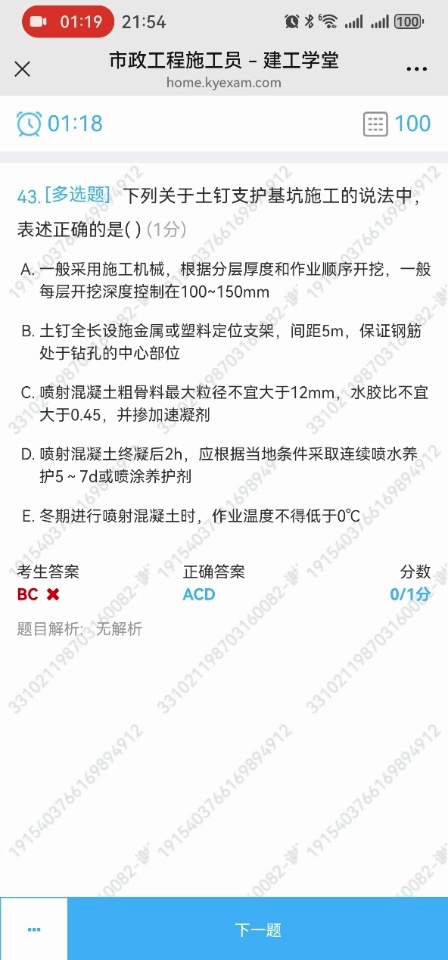 01:19 21:54 6 100
市政工程施工员 – 建工学堂
home.kyexam.com
01:18 100
43. [多选题] 下列关于土钉支护基坑施工的说法中，
表述正确的是( ) (1分)
A. 一般采用施工机械，根据分层厚度和作业顺序开挖，一般
每层开挖深度控制在100~150mm
B. 土钉全长设施金属或塑料定位支架，间距5m，保证钢筋
处于钻孔的中心部位
C. 喷射混凝土粗骨料最大粒径不宜大于12mm，水胶比不宜
大于0.45，并掺加速凝剂
D. 喷射混凝土终凝后2h，应根据当地条件采取连续喷水养
护5 ~ 7d或喷涂养护剂
E. 冬期进行喷射混凝土时，作业温度不得低于0℃
考生答案 正确答案 分数
BC ACD 0/1分
题目解析: 无解析
下一题